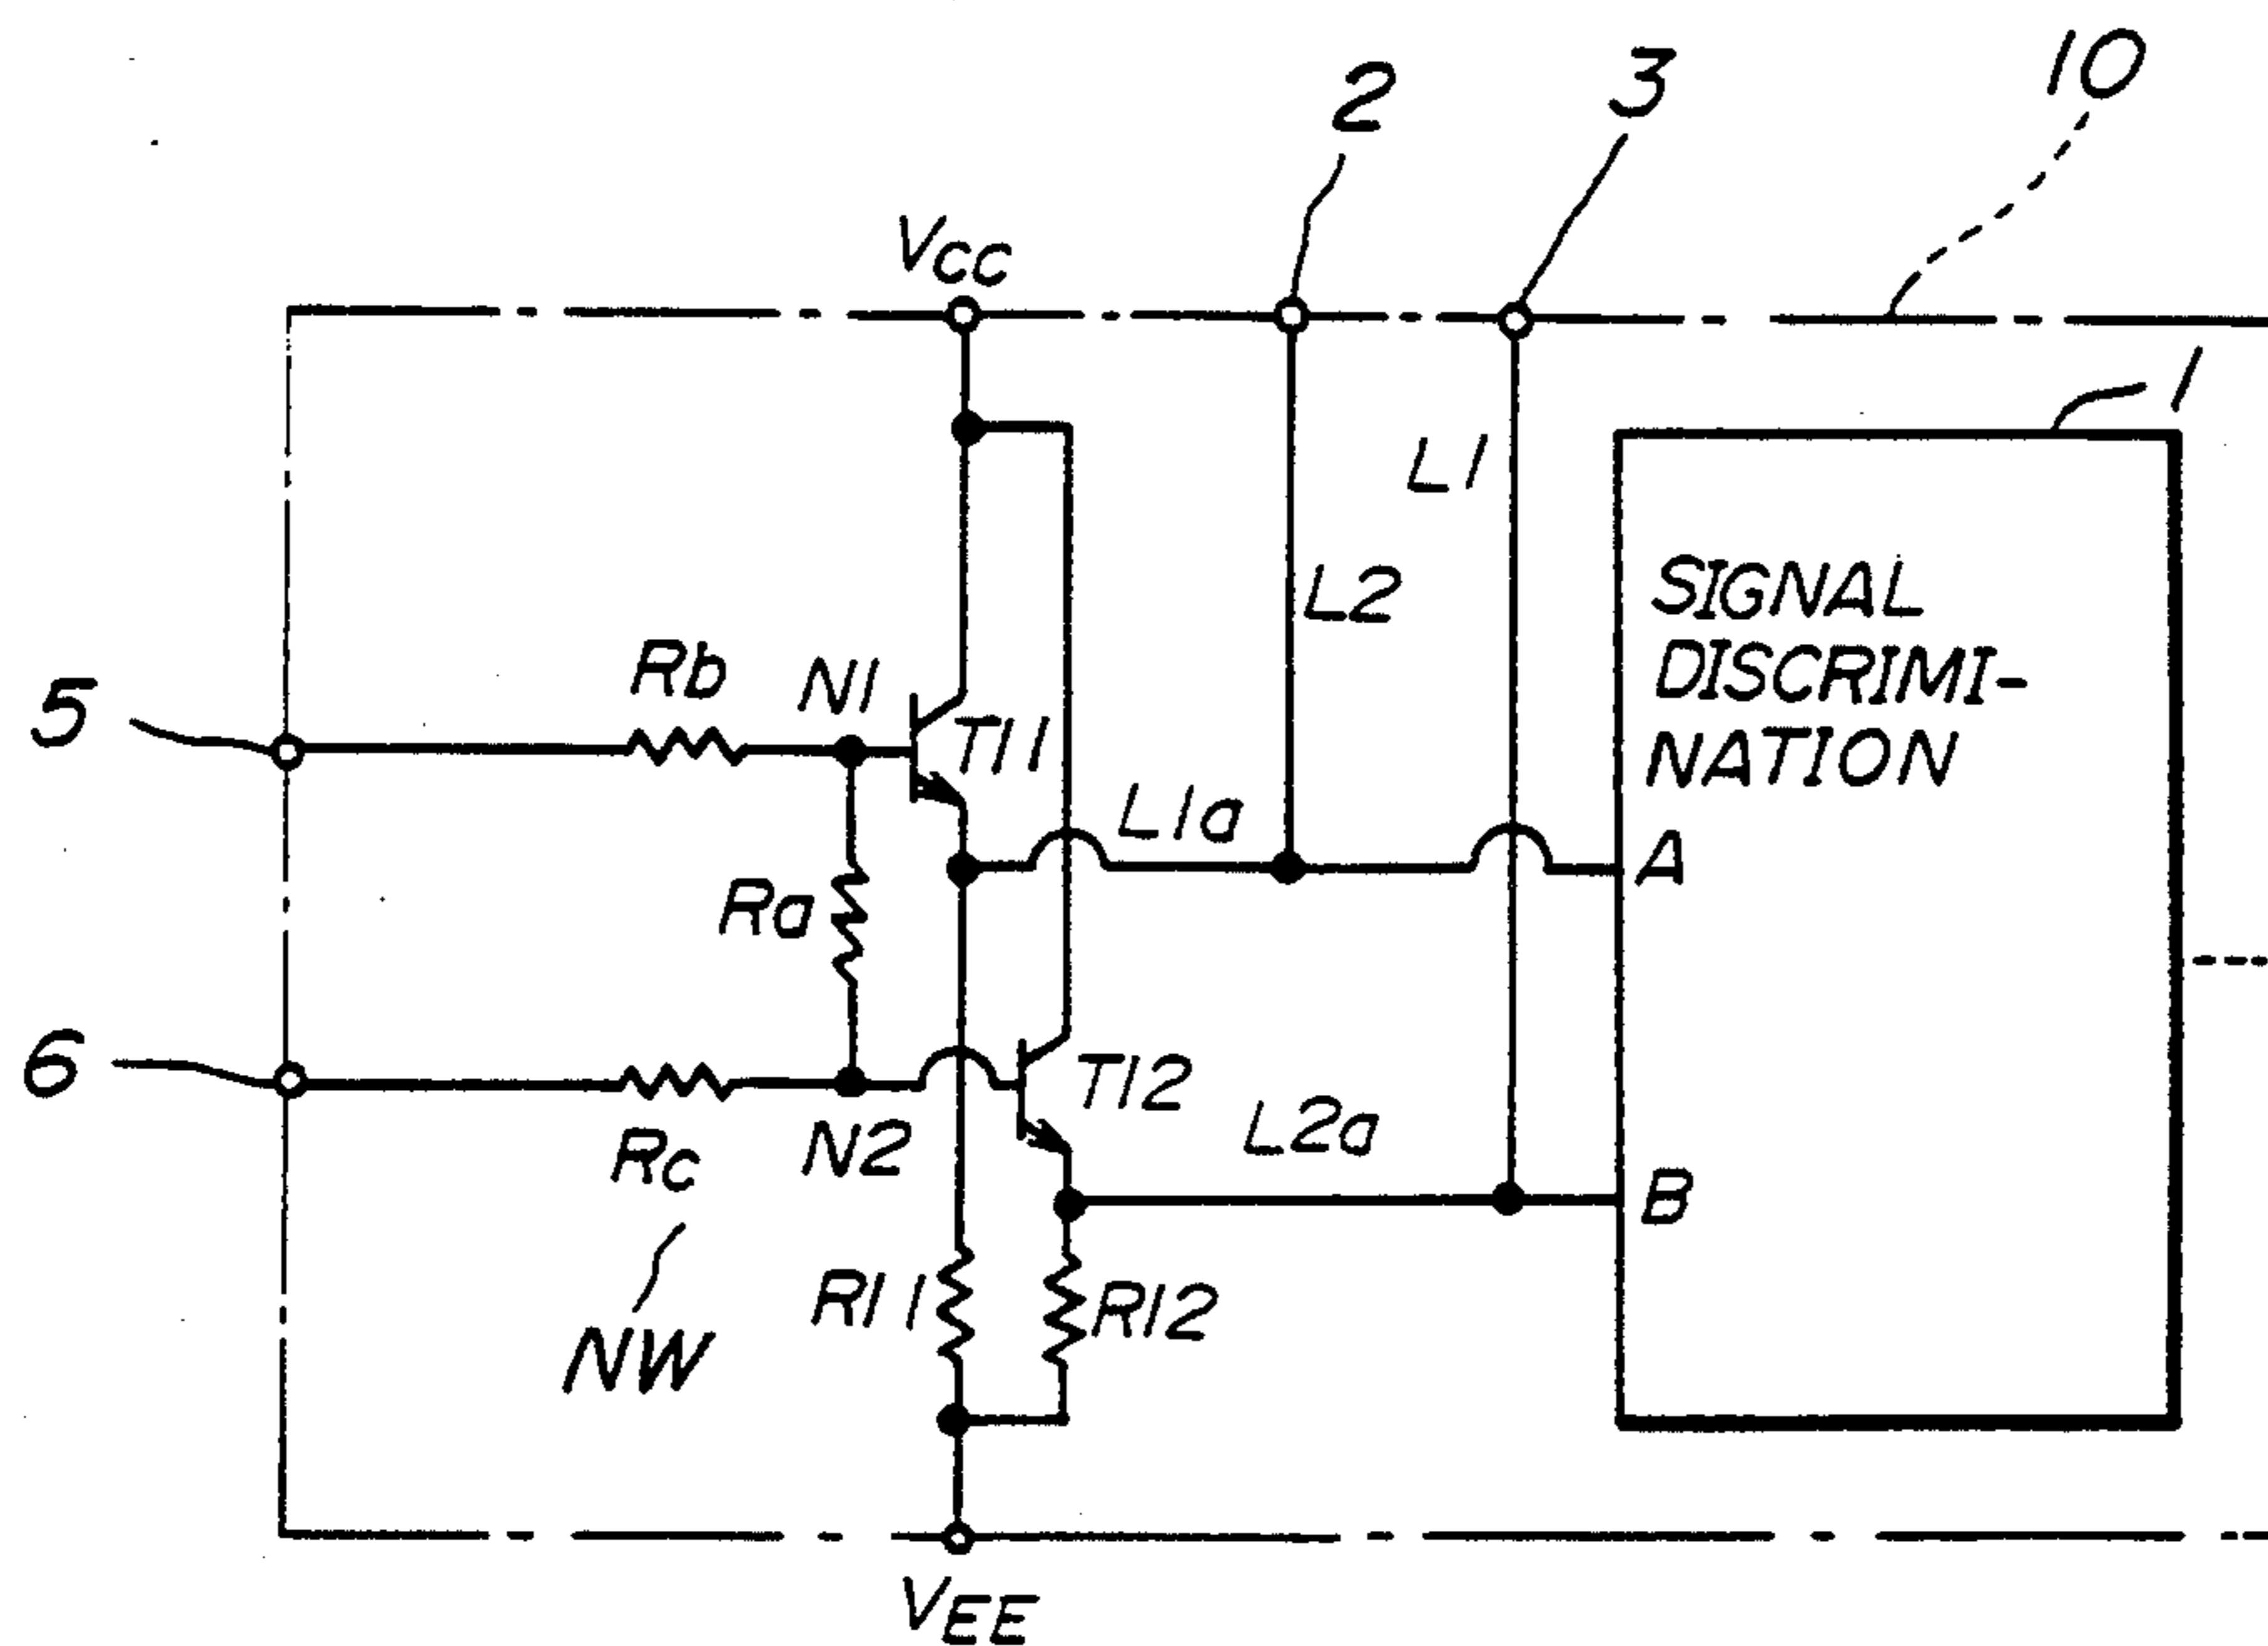 10
3
2
VCC
1
L1
SIGNAL
DISCRIMI-
NATION
L2
Rb
N1
T11
5
L1a
A
Ra
6
T12
L2a
N2
Rc
B
R11
R12
NW
VEE